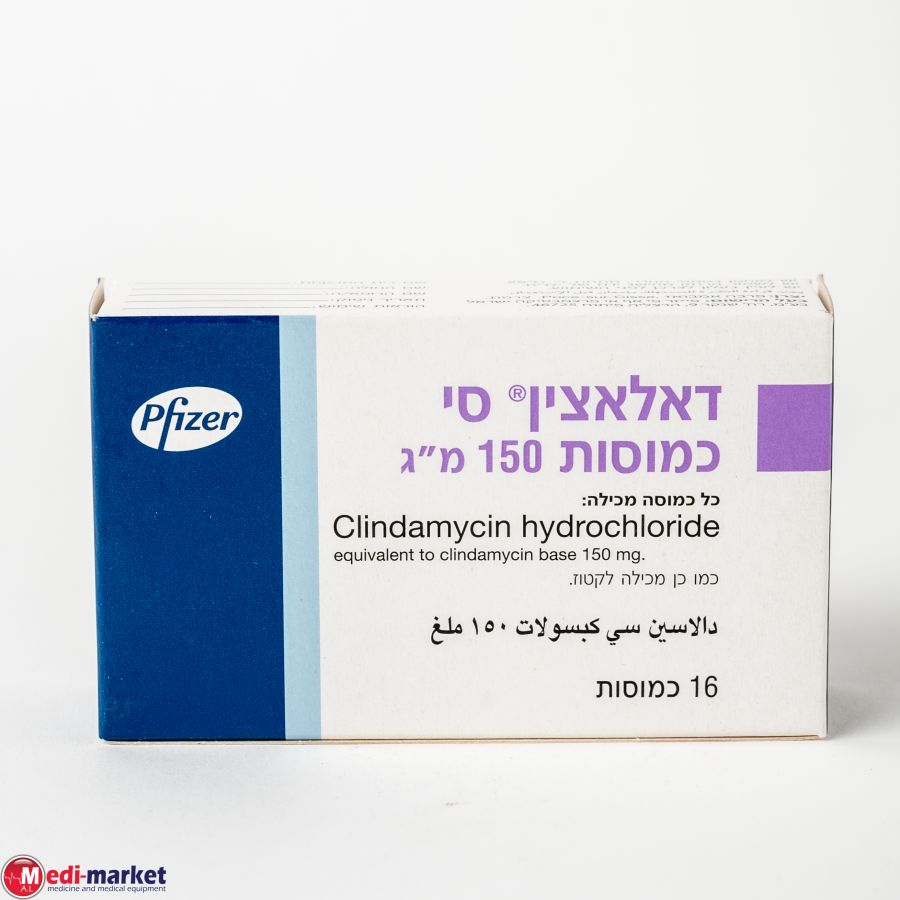 Pfizer
דאלאצין® סי
כמוסות 150 מ״ג
כל כמוסה מכילה:
Clindamycin hydrochloride
equivalent to clindamycin base 150 mg.
כמו כן מכילה לקטוז.
دالاسين سي كبسولات ١٥٠ ملغ
16 כמוסות
Medi-market
A.L
medicine and medical equipment